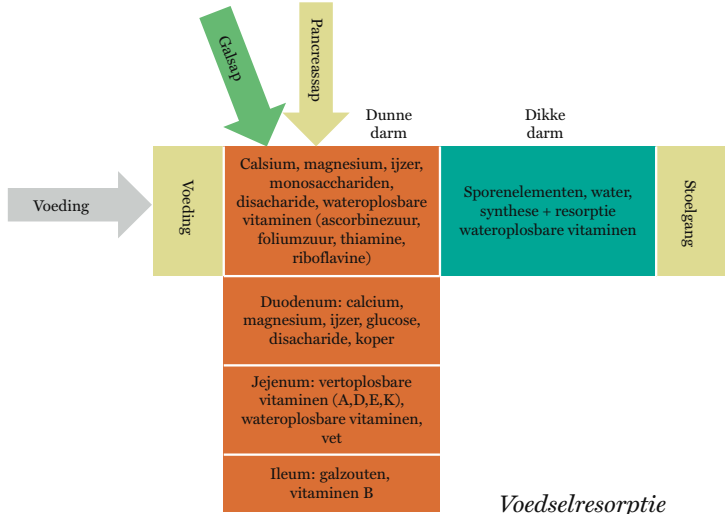 Galsap
Pancreassap
Dunne
darm
Dikke
darm
Voeding
Voeding
Calsium, magnesium, ijzer,
monosacchariden,
disacharide, wateroplosbare
vitaminen (ascorbinezuur,
foliumzuur, thiamine,
riboflavine)
Sporenelementen, water,
synthese + resorptie
wateroplosbare vitaminen
Stoelgang
Duodenum: calcium,
magnesium, ijzer, glucose,
disacharide, koper
Jejenum: vertoplosbare
vitaminen (A,D,E,K),
wateroplosbare vitaminen,
vet
Ileum: galzouten,
vitaminen B
Voedselresorptie